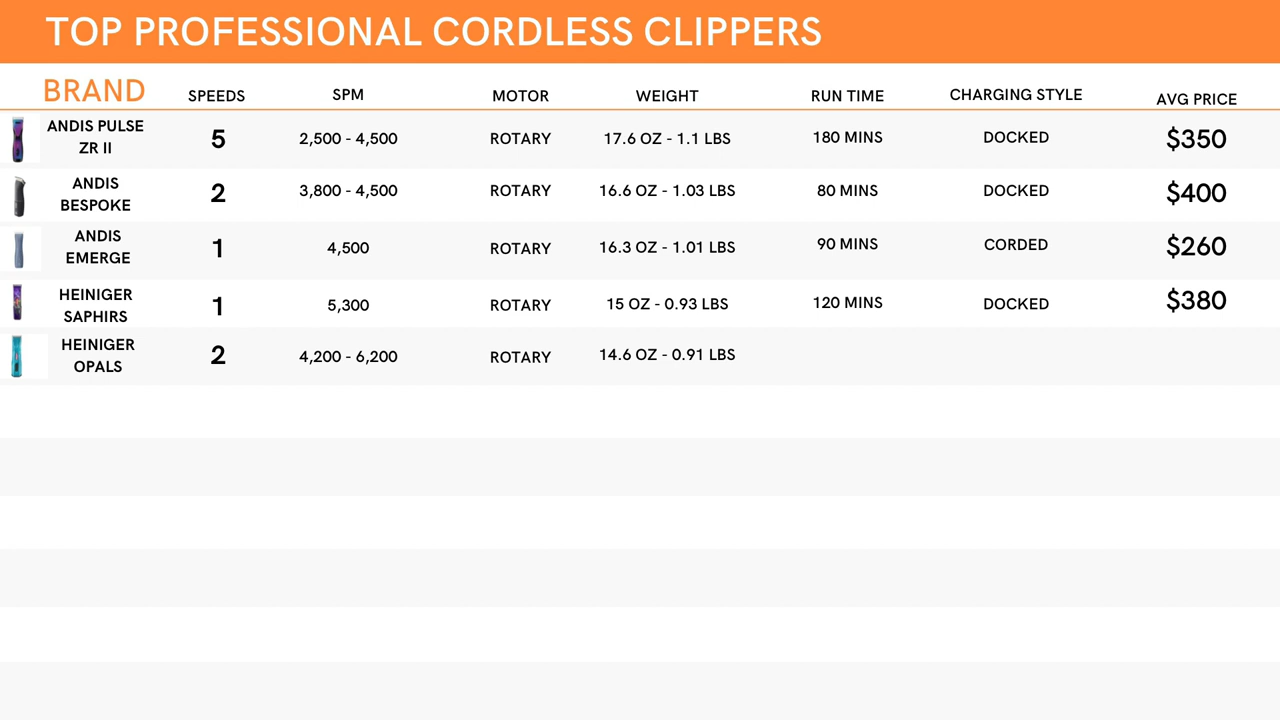 TOP PROFESSIONAL CORDLESS CLIPPERS
BRAND SPEEDS SPM MOTOR WEIGHT RUN TIME CHARGING STYLE AVG PRICE
ANDIS PULSE
ZR II
5 2,500 - 4,500 ROTARY 17.6 OZ - 1.1 LBS 180 MINS DOCKED $350
ANDIS
BESPOKE
2 3,800 - 4,500 ROTARY 16.6 OZ - 1.03 LBS 80 MINS DOCKED $400
ANDIS
EMERGE
1 4,500 ROTARY 16.3 OZ - 1.01 LBS 90 MINS CORDED $260
HEINIGER
SAPHIRS
1 5,300 ROTARY 15 OZ - 0.93 LBS 120 MINS DOCKED $380
HEINIGER
OPALS
2 4,200 - 6,200 ROTARY 14.6 OZ - 0.91 LBS